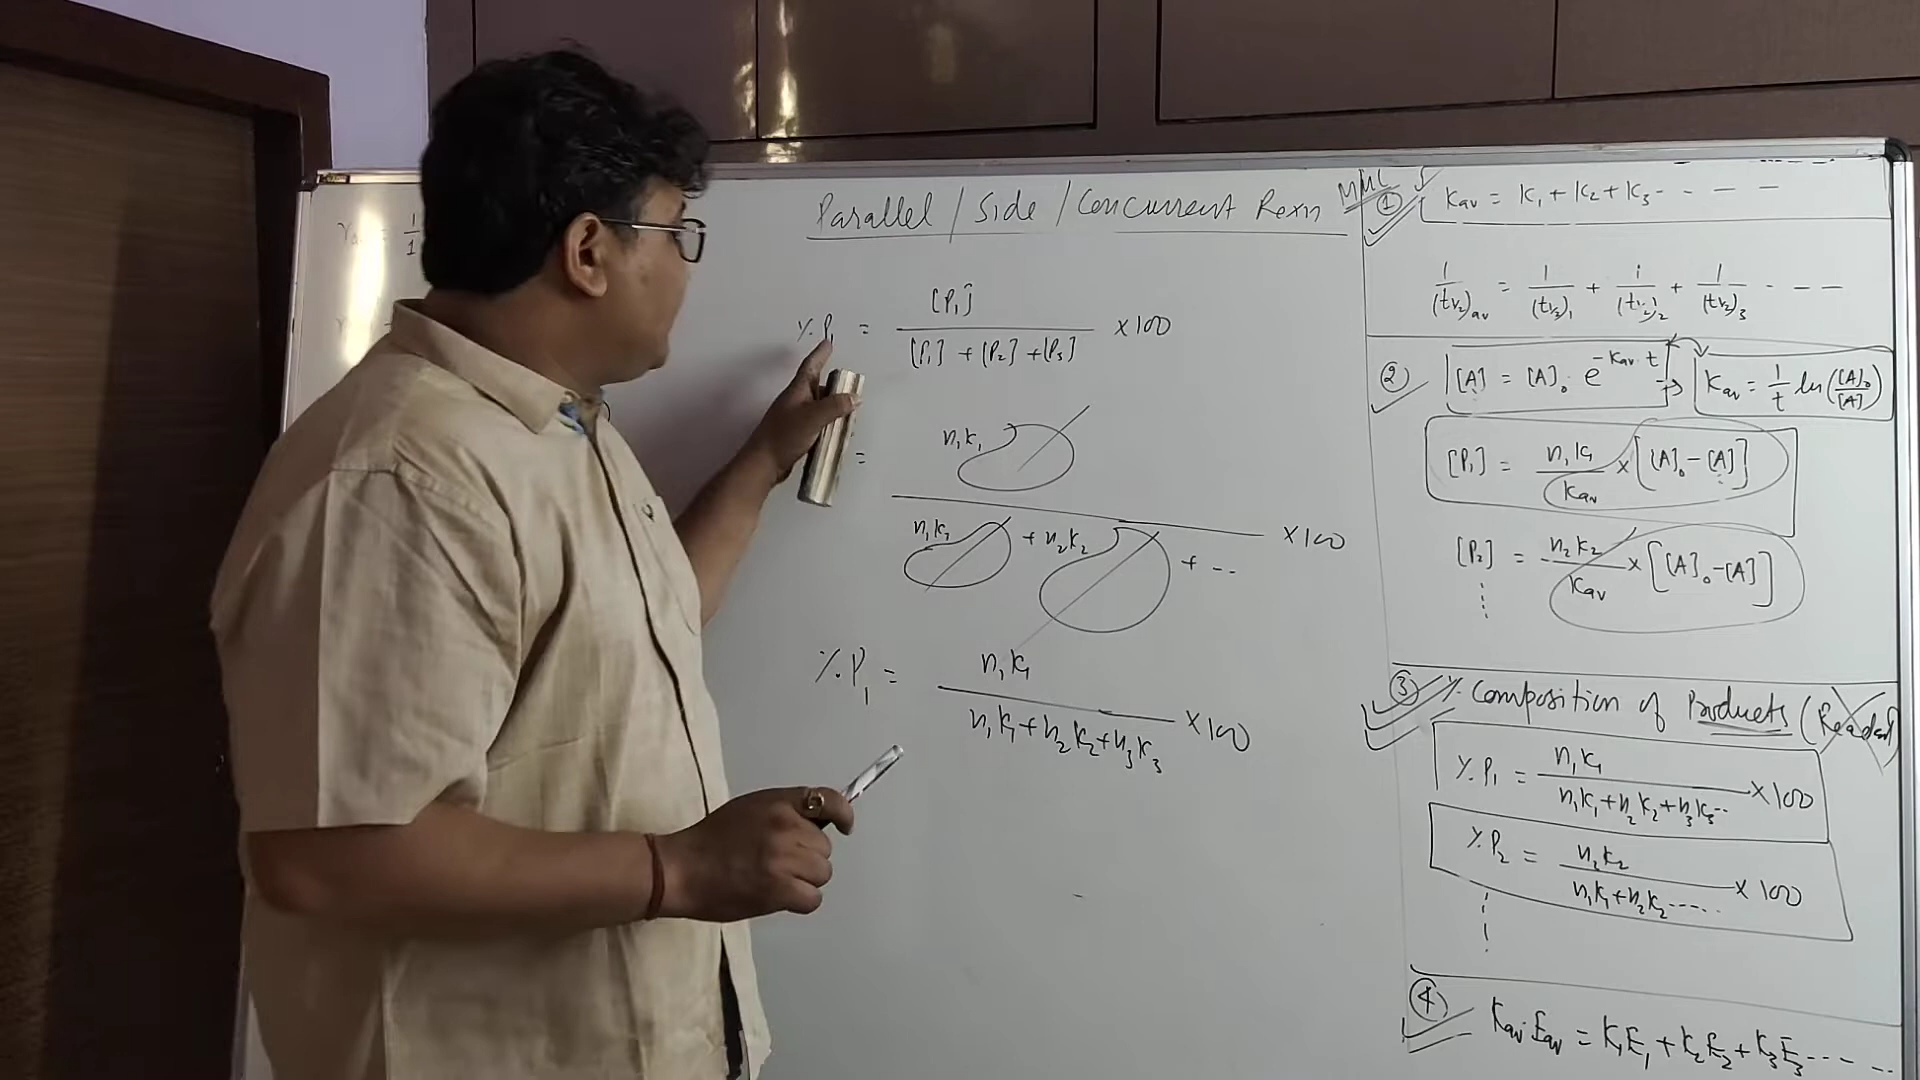 Parallel / Side / Concurrent Rexn
%P₁ = [P₁] / [P₁] + [P₂] + [P₃] × 100
= n₁k₁ / n₁k₁ + n₂k₂ + -- × 100
%P₁ = n₁k₁ / n₁k₁+n₂k₂+n₃k₃ × 100
① Kav = K₁ + K₂ + K₃ - - - -
1/(t½)av = 1/(t½)₁ + 1/(t½)₂ + 1/(t½)₃ - - - -
② [A] = [A]₀ · e^(-Kav t) → Kav = 1/t ln([A]₀/[A])
[P₁] = n₁k₁/Kav × [[A]₀-[A]]
[P₂] = n₂k₂/Kav × [[A]₀-[A]]
③ % Composition of Products
%P₁ = n₁k₁ / n₁k₁+n₂k₂+n₃k₃-- × 100
%P₂ = n₂k₂ / n₁k₁+n₂k₂----- × 100
④ Kav Eav = K₁E₁ + K₂E₂ + K₃E₃ - - - - --